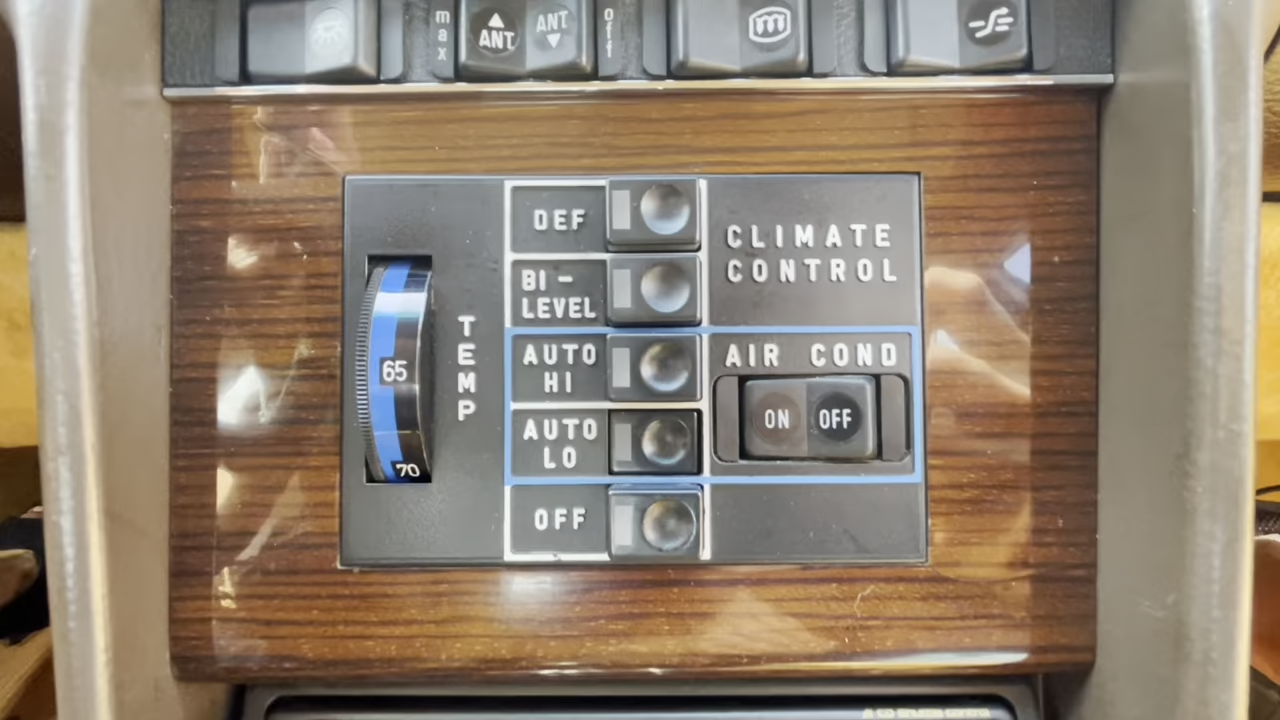 max
ANT
ANT
off
DEF
CLIMATE
CONTROL
BI-
LEVEL
TEMP
65
70
AUTO
HI
AIR COND
ON
OFF
AUTO
LO
OFF